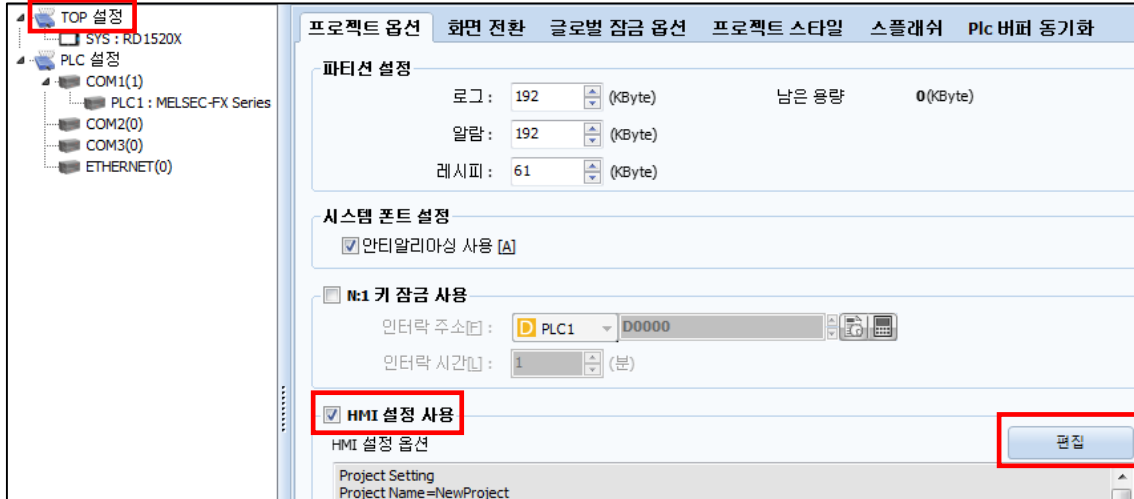 TOP 설정
SYS : RD1520X
PLC 설정
COM1(1)
PLC1 : MELSEC-FX Series
COM2(0)
COM3(0)
ETHERNET(0)
프로젝트 옵션 화면 전환 글로벌 잠금 옵션 프로젝트 스타일 스플래쉬 Plc 버퍼 동기화
파티션 설정
로그 : 192 (KByte) 남은 용량 0(KByte)
알람 : 192 (KByte)
레시피 : 61 (KByte)
시스템 폰트 설정
안티알리아싱 사용 [A]
N:1 키 잠금 사용
인터락 주소[F] : D PLC1 D0000
인터락 시간[L] : 1 (분)
HMI 설정 사용
HMI 설정 옵션 편집
Project Setting
Project Name=NewProject